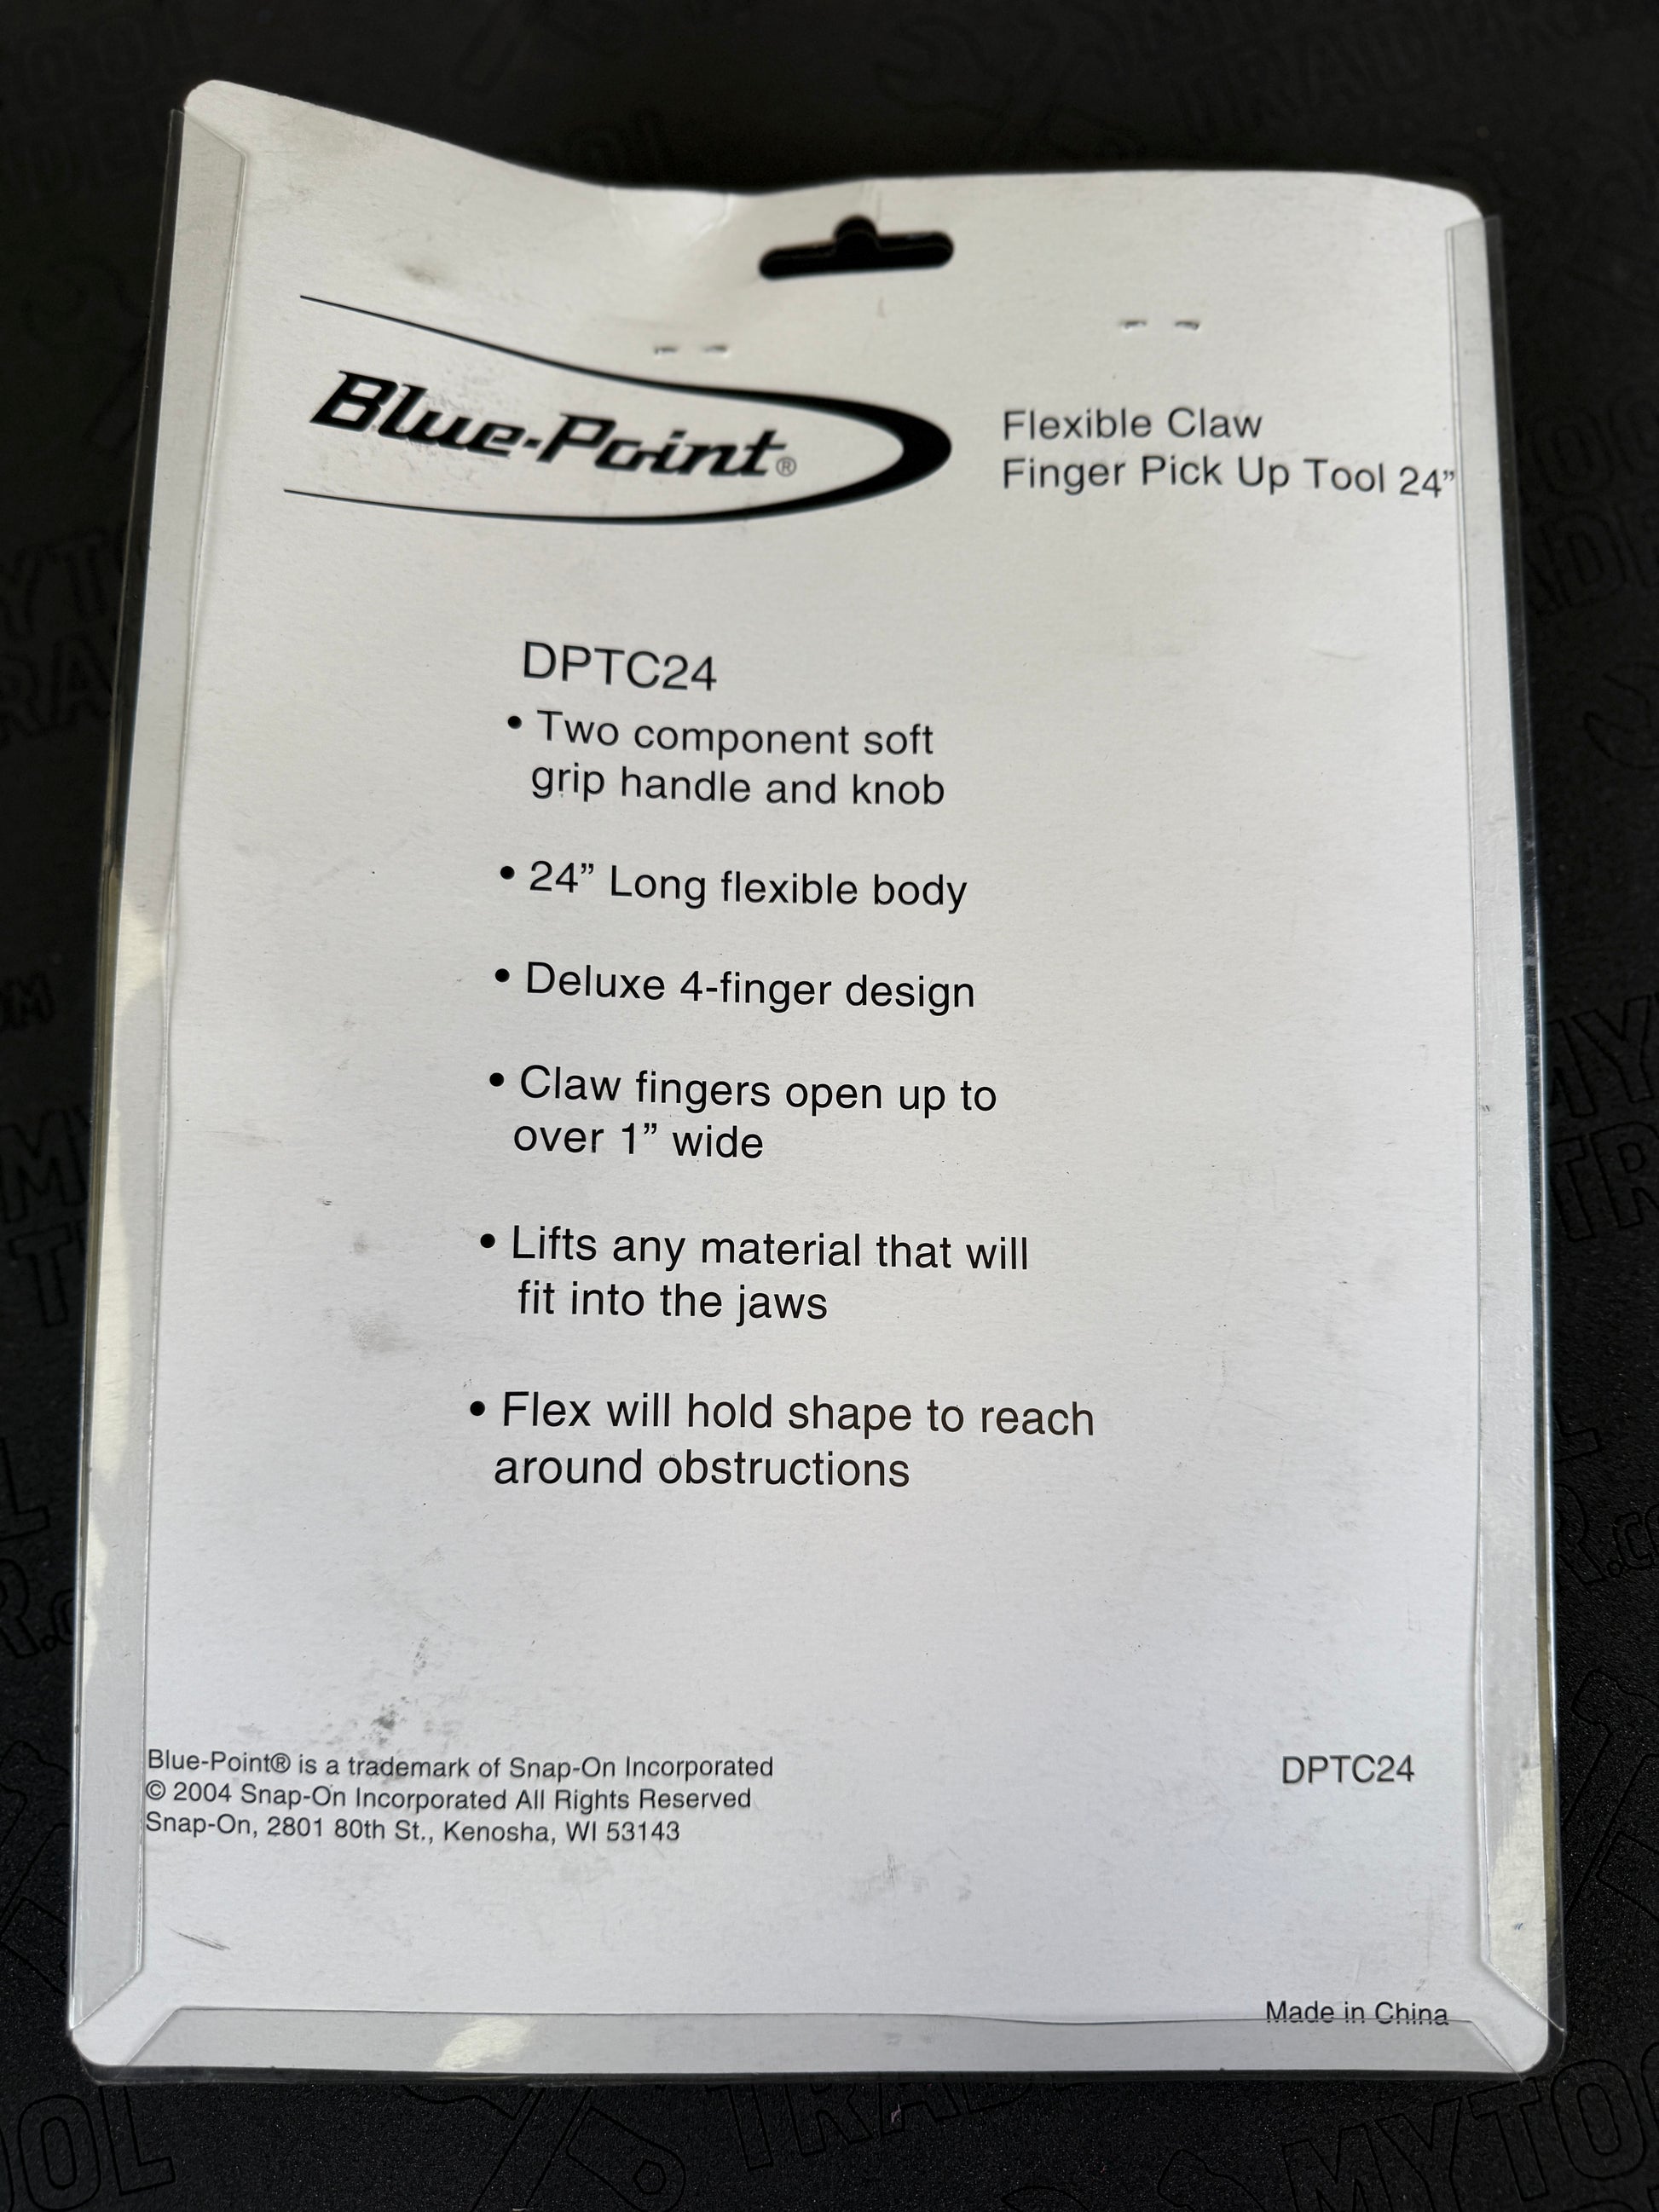 Blue-Point®
Flexible Claw
Finger Pick Up Tool 24”
DPTC24
• Two component soft
grip handle and knob
• 24” Long flexible body
• Deluxe 4-finger design
• Claw fingers open up to
over 1” wide
• Lifts any material that will
fit into the jaws
• Flex will hold shape to reach
around obstructions
Blue-Point® is a trademark of Snap-On Incorporated
© 2004 Snap-On Incorporated All Rights Reserved
Snap-On, 2801 80th St., Kenosha, WI 53143
DPTC24
Made in China